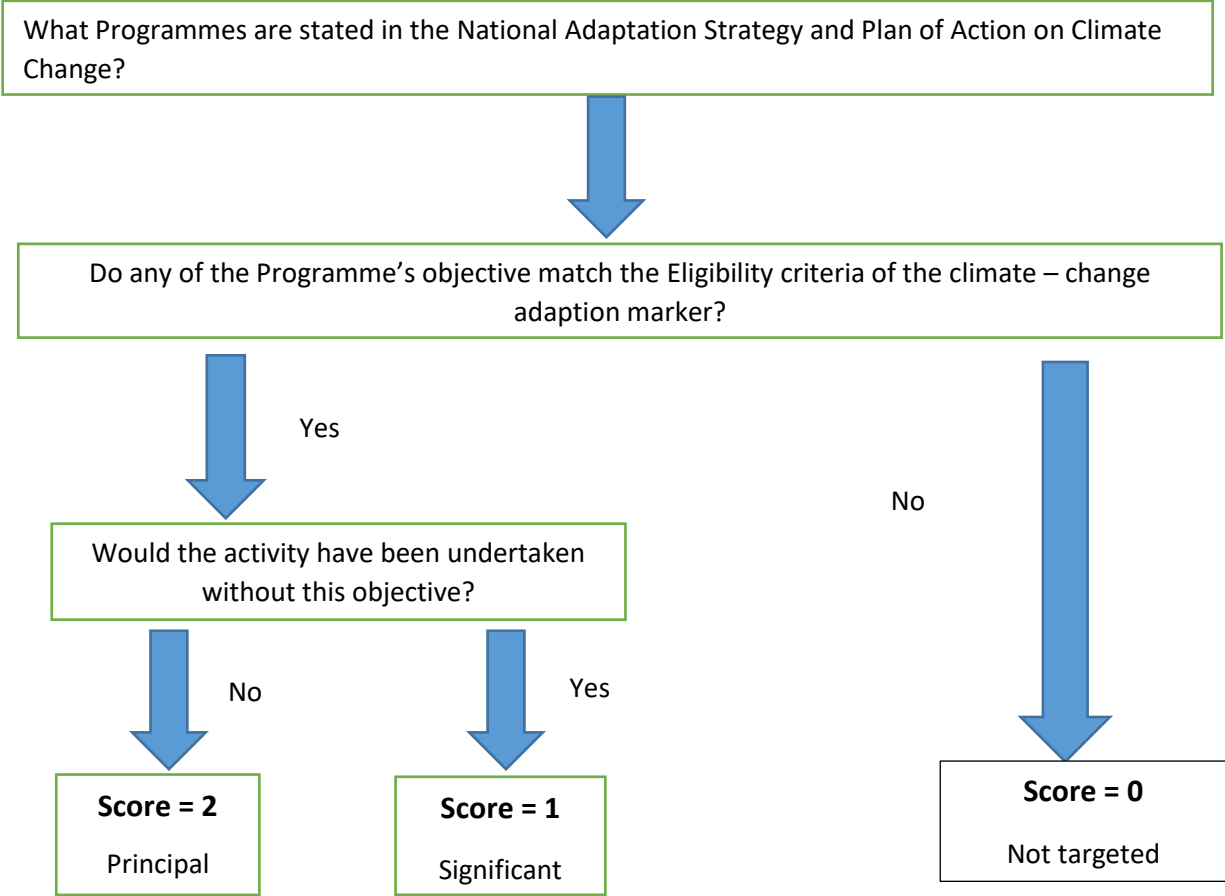 What Programmes are stated in the National Adaptation Strategy and Plan of Action on Climate
Change?
Do any of the Programme’s objective match the Eligibility criteria of the climate – change
adaption marker?
Yes
No
Would the activity have been undertaken
without this objective?
No
Yes
Score = 2
Principal
Score = 1
Significant
Score = 0
Not targeted